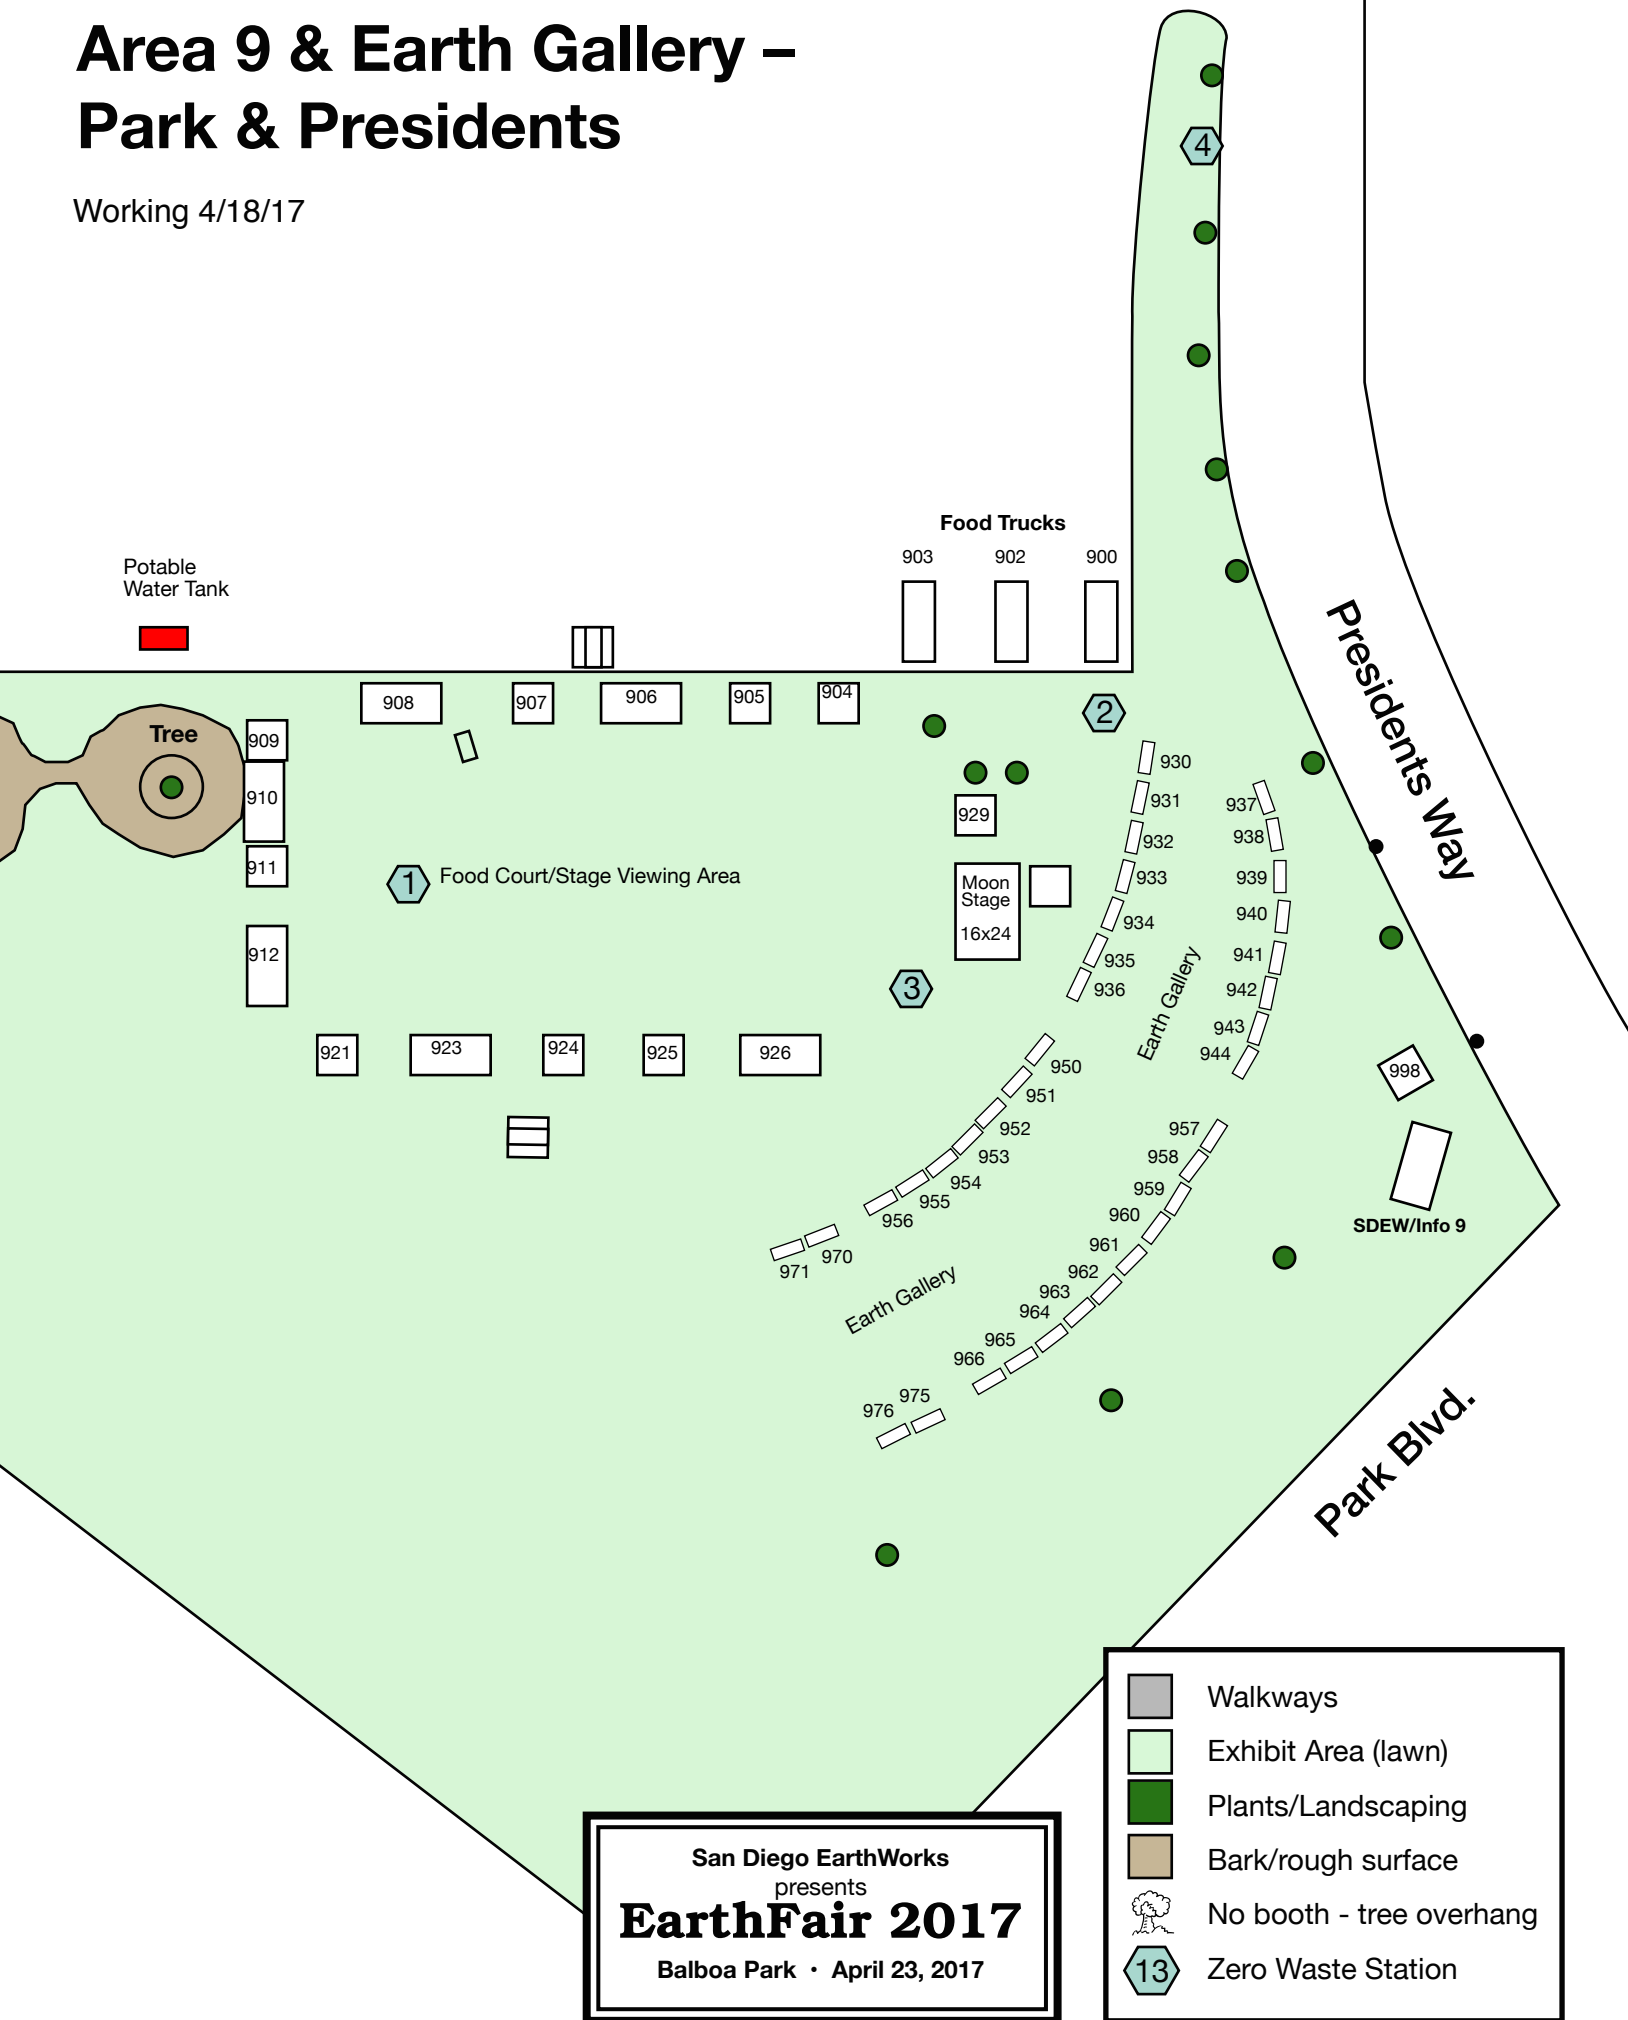 Area 9 & Earth Gallery –
Park & Presidents
Working 4/18/17
4
Food Trucks
903
902
900
Potable
Water Tank
Presidents Way
908
907
906
905
904
2
Tree
909
910
911
912
929
1
Food Court/Stage Viewing Area
Moon
Stage
16x24
3
930
931
932
933
934
935
936
937
938
939
940
941
942
943
944
Earth Gallery
921
923
924
925
926
998
SDEW/Info 9
950
951
952
953
954
955
956
970
971
957
958
959
960
961
962
963
964
965
966
975
976
Earth Gallery
Park Blvd.
Walkways
Exhibit Area (lawn)
Plants/Landscaping
Bark/rough surface
No booth - tree overhang
13
Zero Waste Station
San Diego EarthWorks
presents
EarthFair 2017
Balboa Park • April 23, 2017